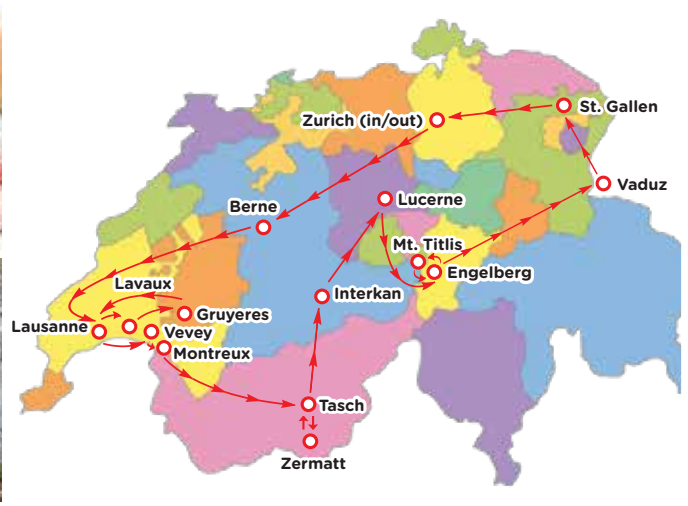 St. Gallen
Zurich (in/out)
Vaduz
Lucerne
Berne
Mt. Titlis
Engelberg
Lavaux
Interkan
Gruyeres
Lausanne
Vevey
Montreux
Tasch
Zermatt